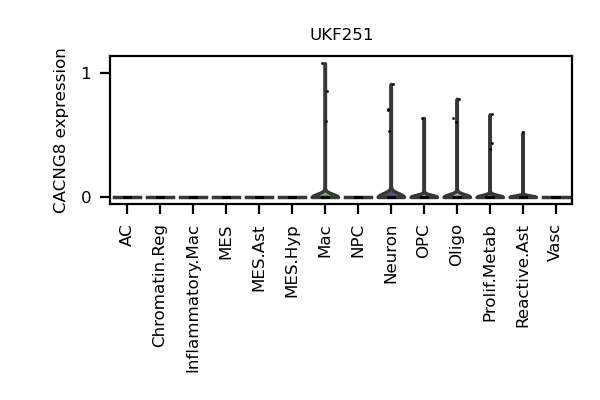 UKF251
CACNG8 expression
1
0
AC
Chromatin.Reg
Inflammatory.Mac
MES
MES.Ast
MES.Hyp
Mac
NPC
Neuron
OPC
Oligo
Prolif.Metab
Reactive.Ast
Vasc